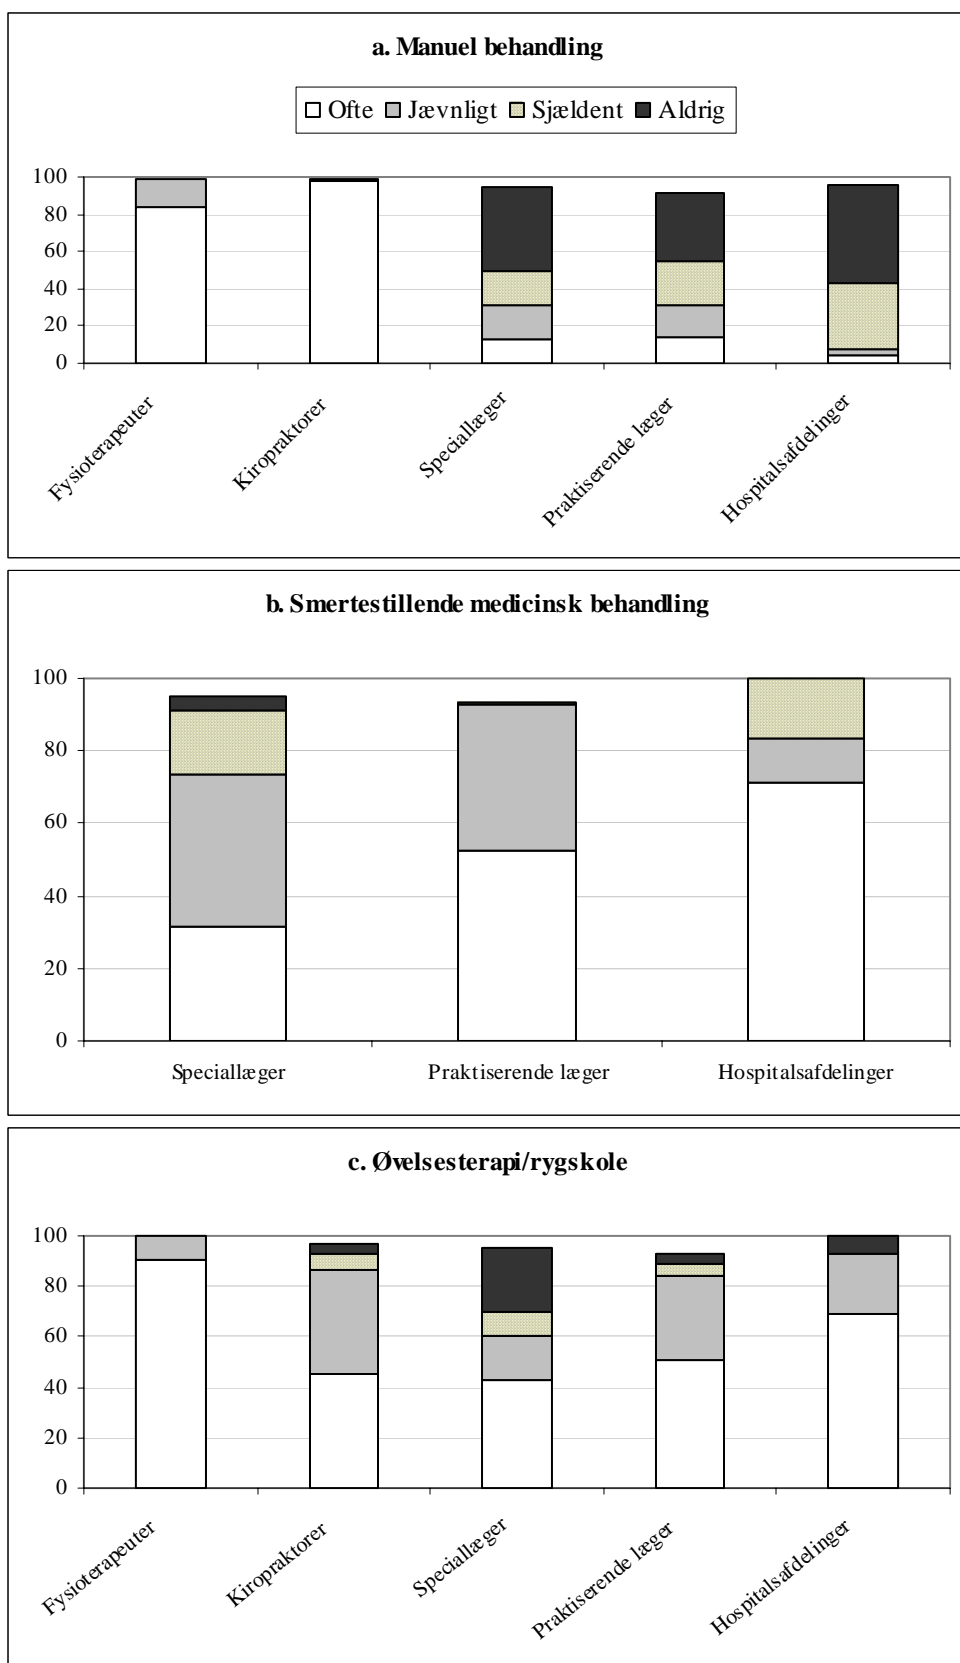 a. Manuel behandling
Ofte Jævnligt Sjældent Aldrig
100
80
60
40
20
0
Fysioterapeuter
Kiropraktorer
Speciallæger
Praktiserende læger
Hospitalsafdelinger
b. Smertestillende medicinsk behandling
100
80
60
40
20
0
Speciallæger Praktiserende læger Hospitalsafdelinger
c. Øvelsesterapi/rygskole
100
80
60
40
20
0
Fysioterapeuter
Kiropraktorer
Speciallæger
Praktiserende læger
Hospitalsafdelinger